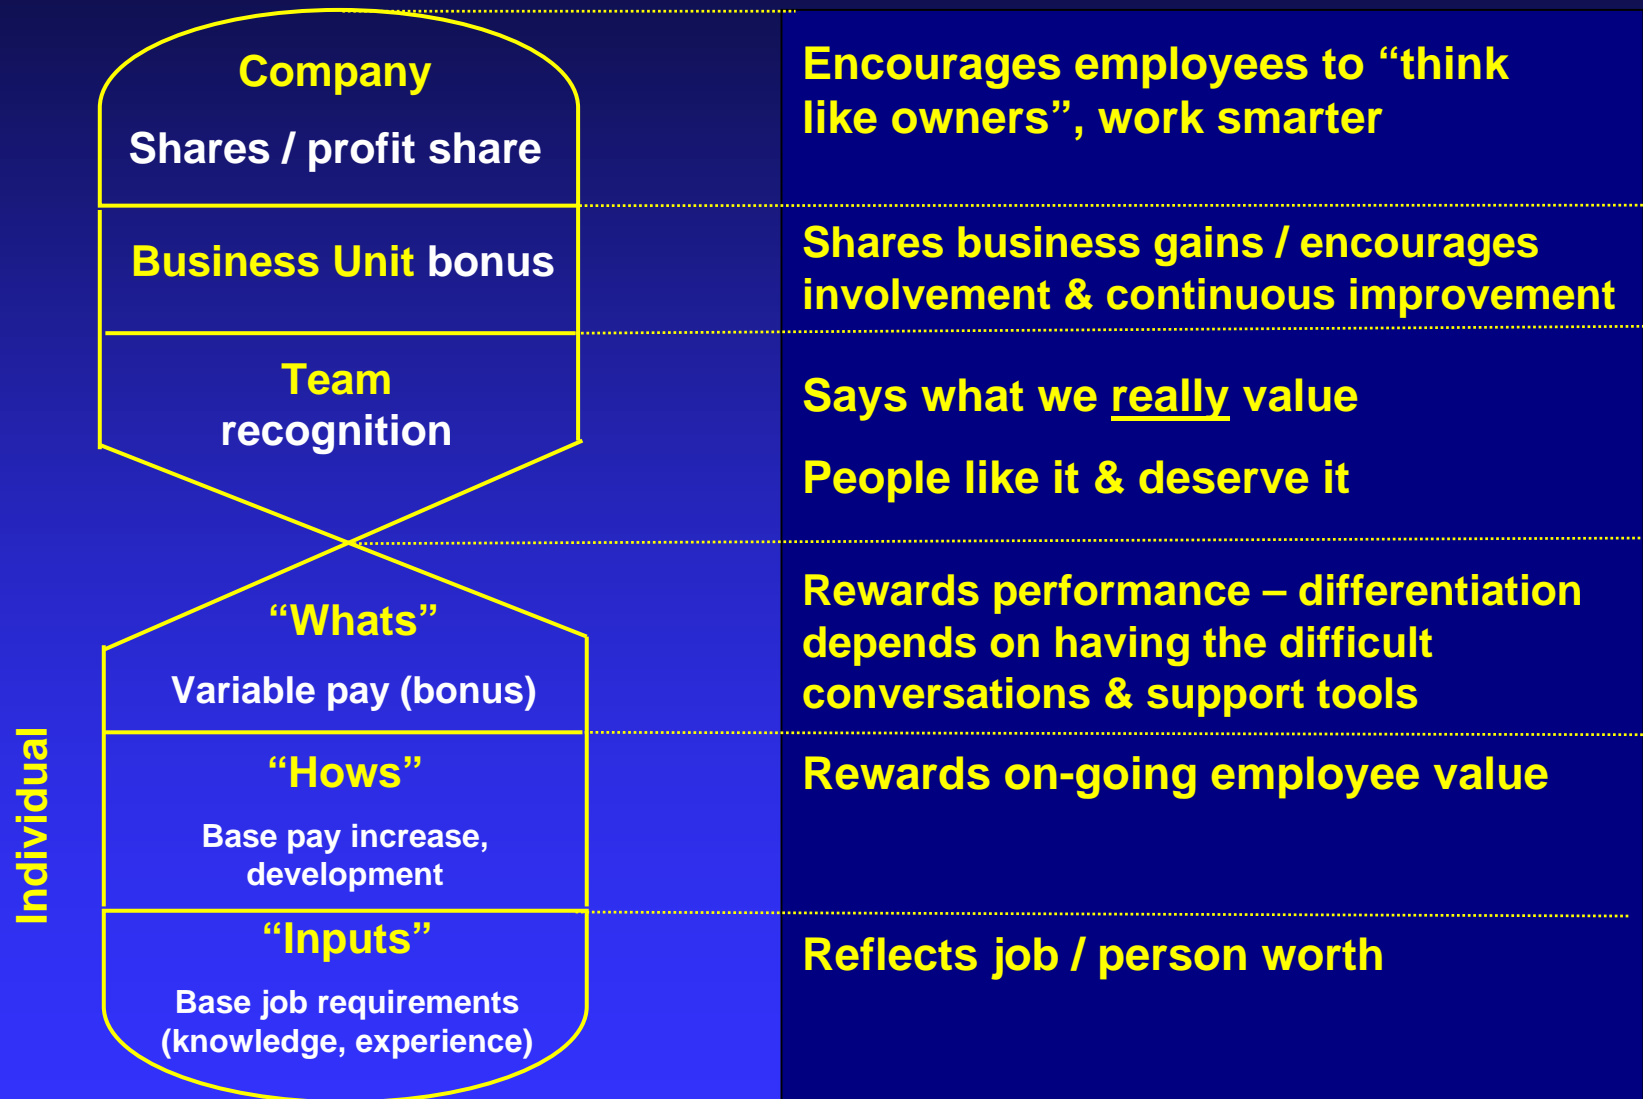 Company
Shares / profit share
Encourages employees to “think
like owners”, work smarter
Business Unit bonus
Shares business gains / encourages
involvement & continuous improvement
Team
recognition
Says what we really value
People like it & deserve it
Individual
“Whats”
Variable pay (bonus)
Rewards performance – differentiation
depends on having the difficult
conversations & support tools
“Hows”
Base pay increase,
development
Rewards on-going employee value
“Inputs”
Base job requirements
(knowledge, experience)
Reflects job / person worth